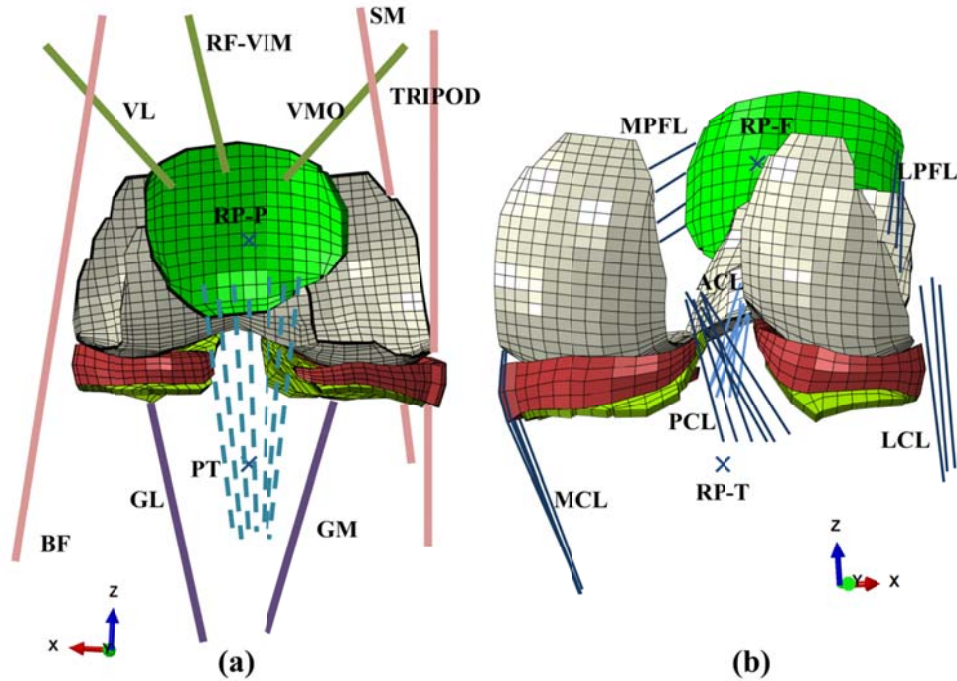 SM
RF-VIM
VL
VMO
TRIPOD
RP-P
PT
GL
GM
BF
Z
X
Y
(a)
MPFL
RP-F
LPFL
ACL
PCL
LCL
RP-T
MCL
Z
Y
X
(b)